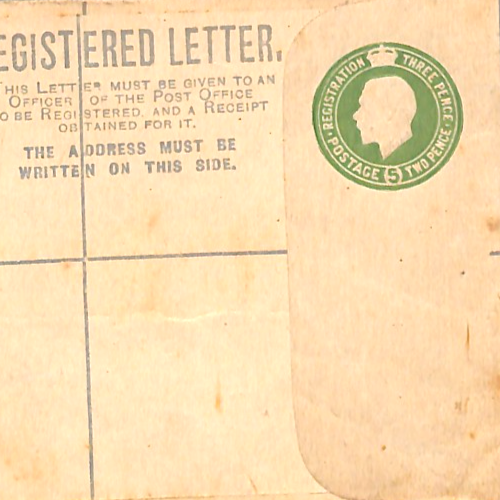 EGISTERED LETTER.
THIS LETTER MUST BE GIVEN TO AN
OFFICER OF THE POST OFFICE
O BE REGISTERED, AND A RECEIPT
OBTAINED FOR IT.
THE ADDRESS MUST BE
WRITTEN ON THIS SIDE.
REGISTRATION THREE PENCE
POSTAGE 5 TWO PENCE